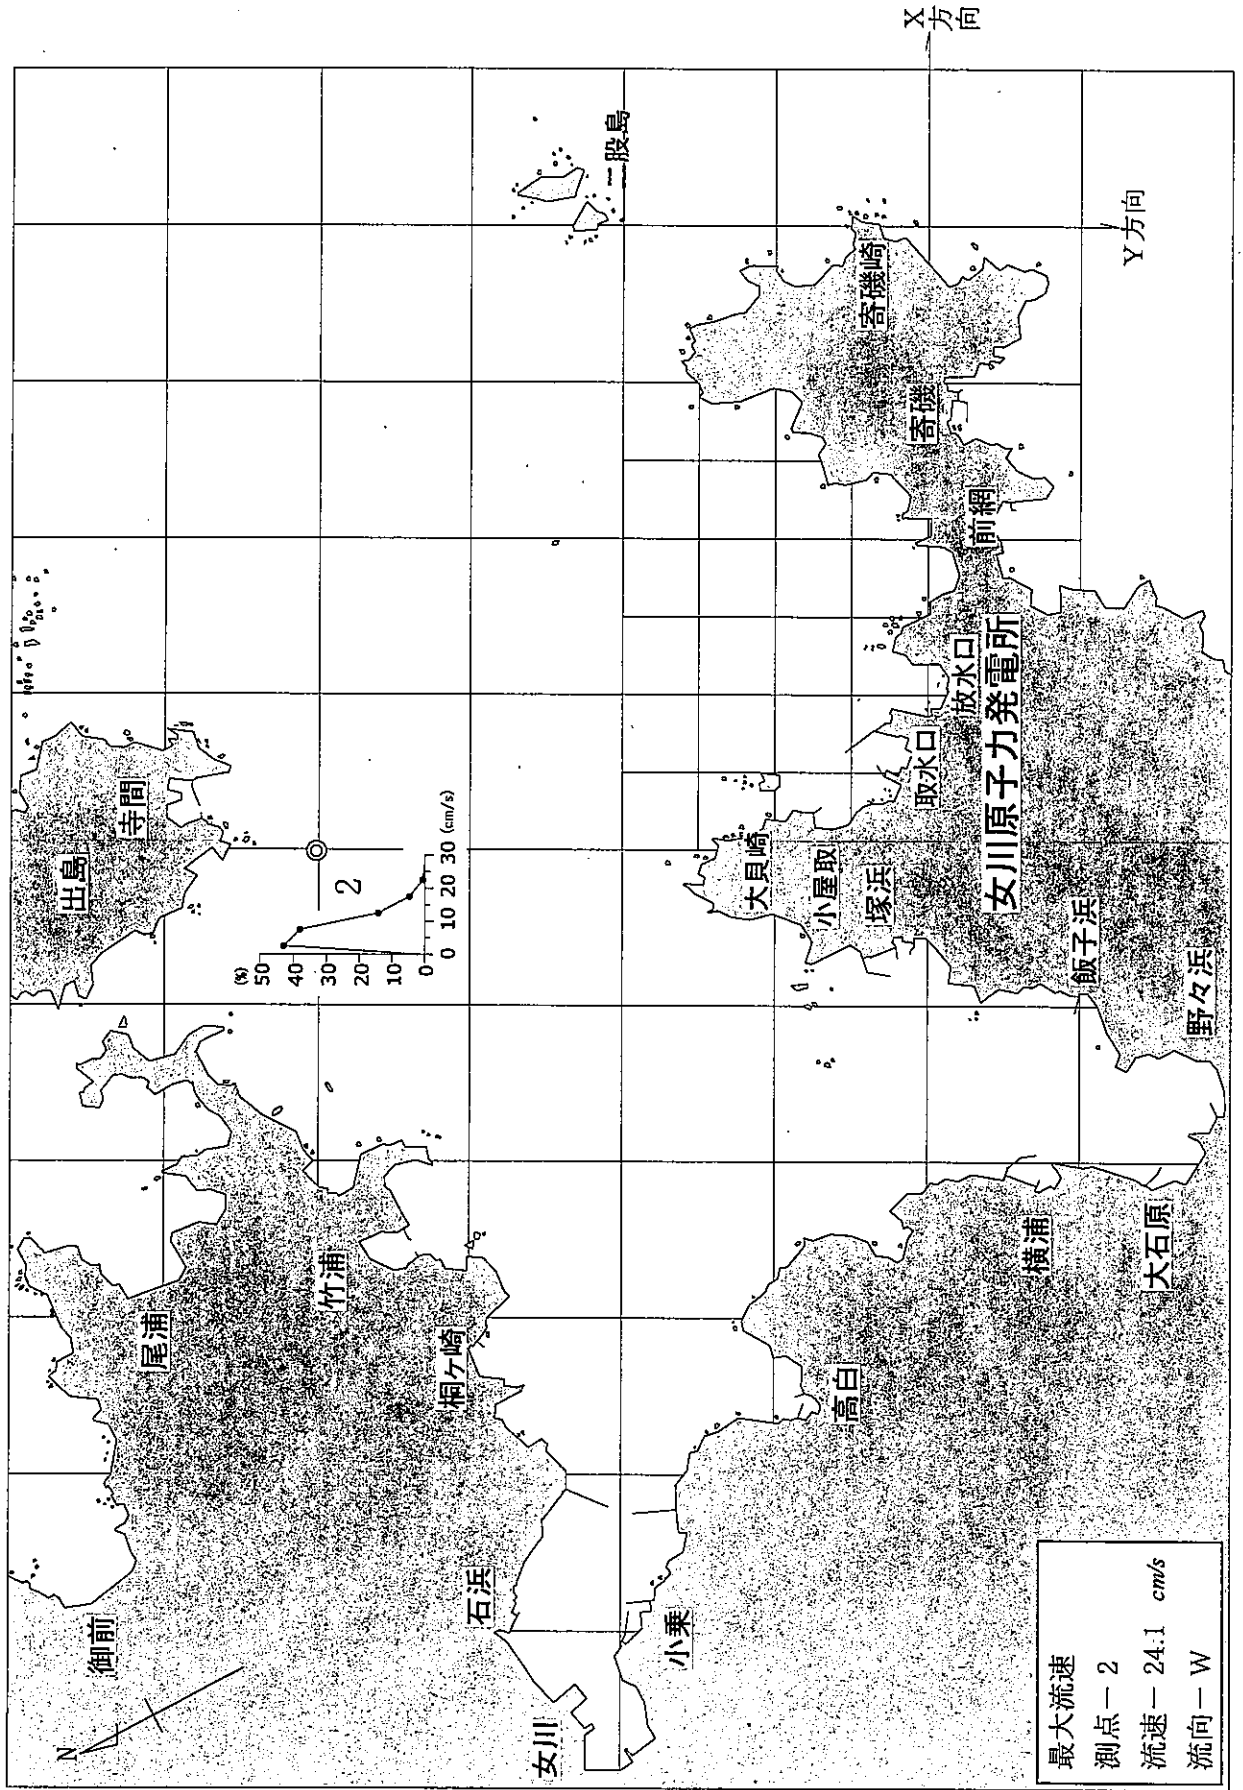 N
御前
尾浦
竹浦
桐ケ崎
石浜
女川
小乗
高白
横浦
大石原
野々浜
飯子浜
塚浜
小屋取
大貝崎
取水口
放水口
女川原子力発電所
前網
寄磯
寄磯崎
二股島
出島
寺間
2
(%)
50
40
30
20
10
0
0 10 20 30 (cm/s)
X方向
Y方向
最大流速
測点－2
流速－24.1 cm/s
流向－W